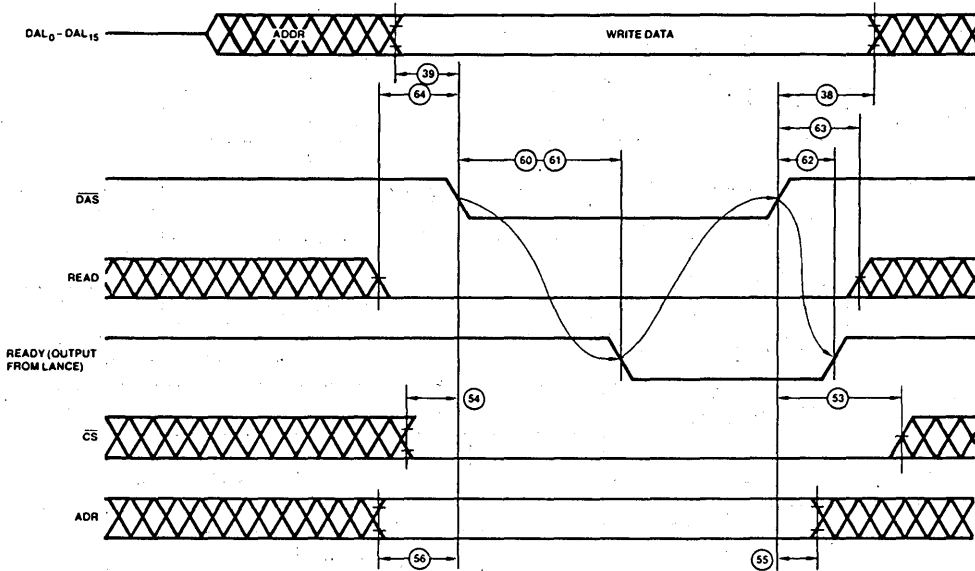 DAL0 – DAL15
ADDR
WRITE DATA
39
64
38
63
60
61
62
DAS
READ
READY (OUTPUT
FROM LANCE)
54
53
CS
ADR
56
55